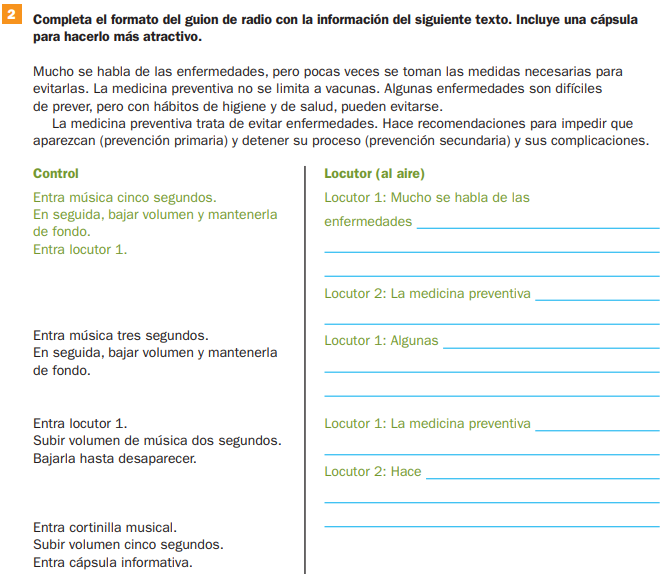 2 Completa el formato del guion de radio con la información del siguiente texto. Incluye una cápsula
para hacerlo más atractivo.
Mucho se habla de las enfermedades, pero pocas veces se toman las medidas necesarias para
evitarlas. La medicina preventiva no se limita a vacunas. Algunas enfermedades son difíciles
de prever, pero con hábitos de higiene y de salud, pueden evitarse.
La medicina preventiva trata de evitar enfermedades. Hace recomendaciones para impedir que
aparezcan (prevención primaria) y detener su proceso (prevención secundaria) y sus complicaciones.
Control
Entra música cinco segundos.
En seguida, bajar volumen y mantenerla
de fondo.
Entra locutor 1.
Entra música tres segundos.
En seguida, bajar volumen y mantenerla
de fondo.
Entra locutor 1.
Subir volumen de música dos segundos.
Bajarla hasta desaparecer.
Entra cortinilla musical.
Subir volumen cinco segundos.
Entra cápsula informativa.
Locutor (al aire)
Locutor 1: Mucho se habla de las
enfermedades
Locutor 2: La medicina preventiva
Locutor 1: Algunas
Locutor 1: La medicina preventiva
Locutor 2: Hace